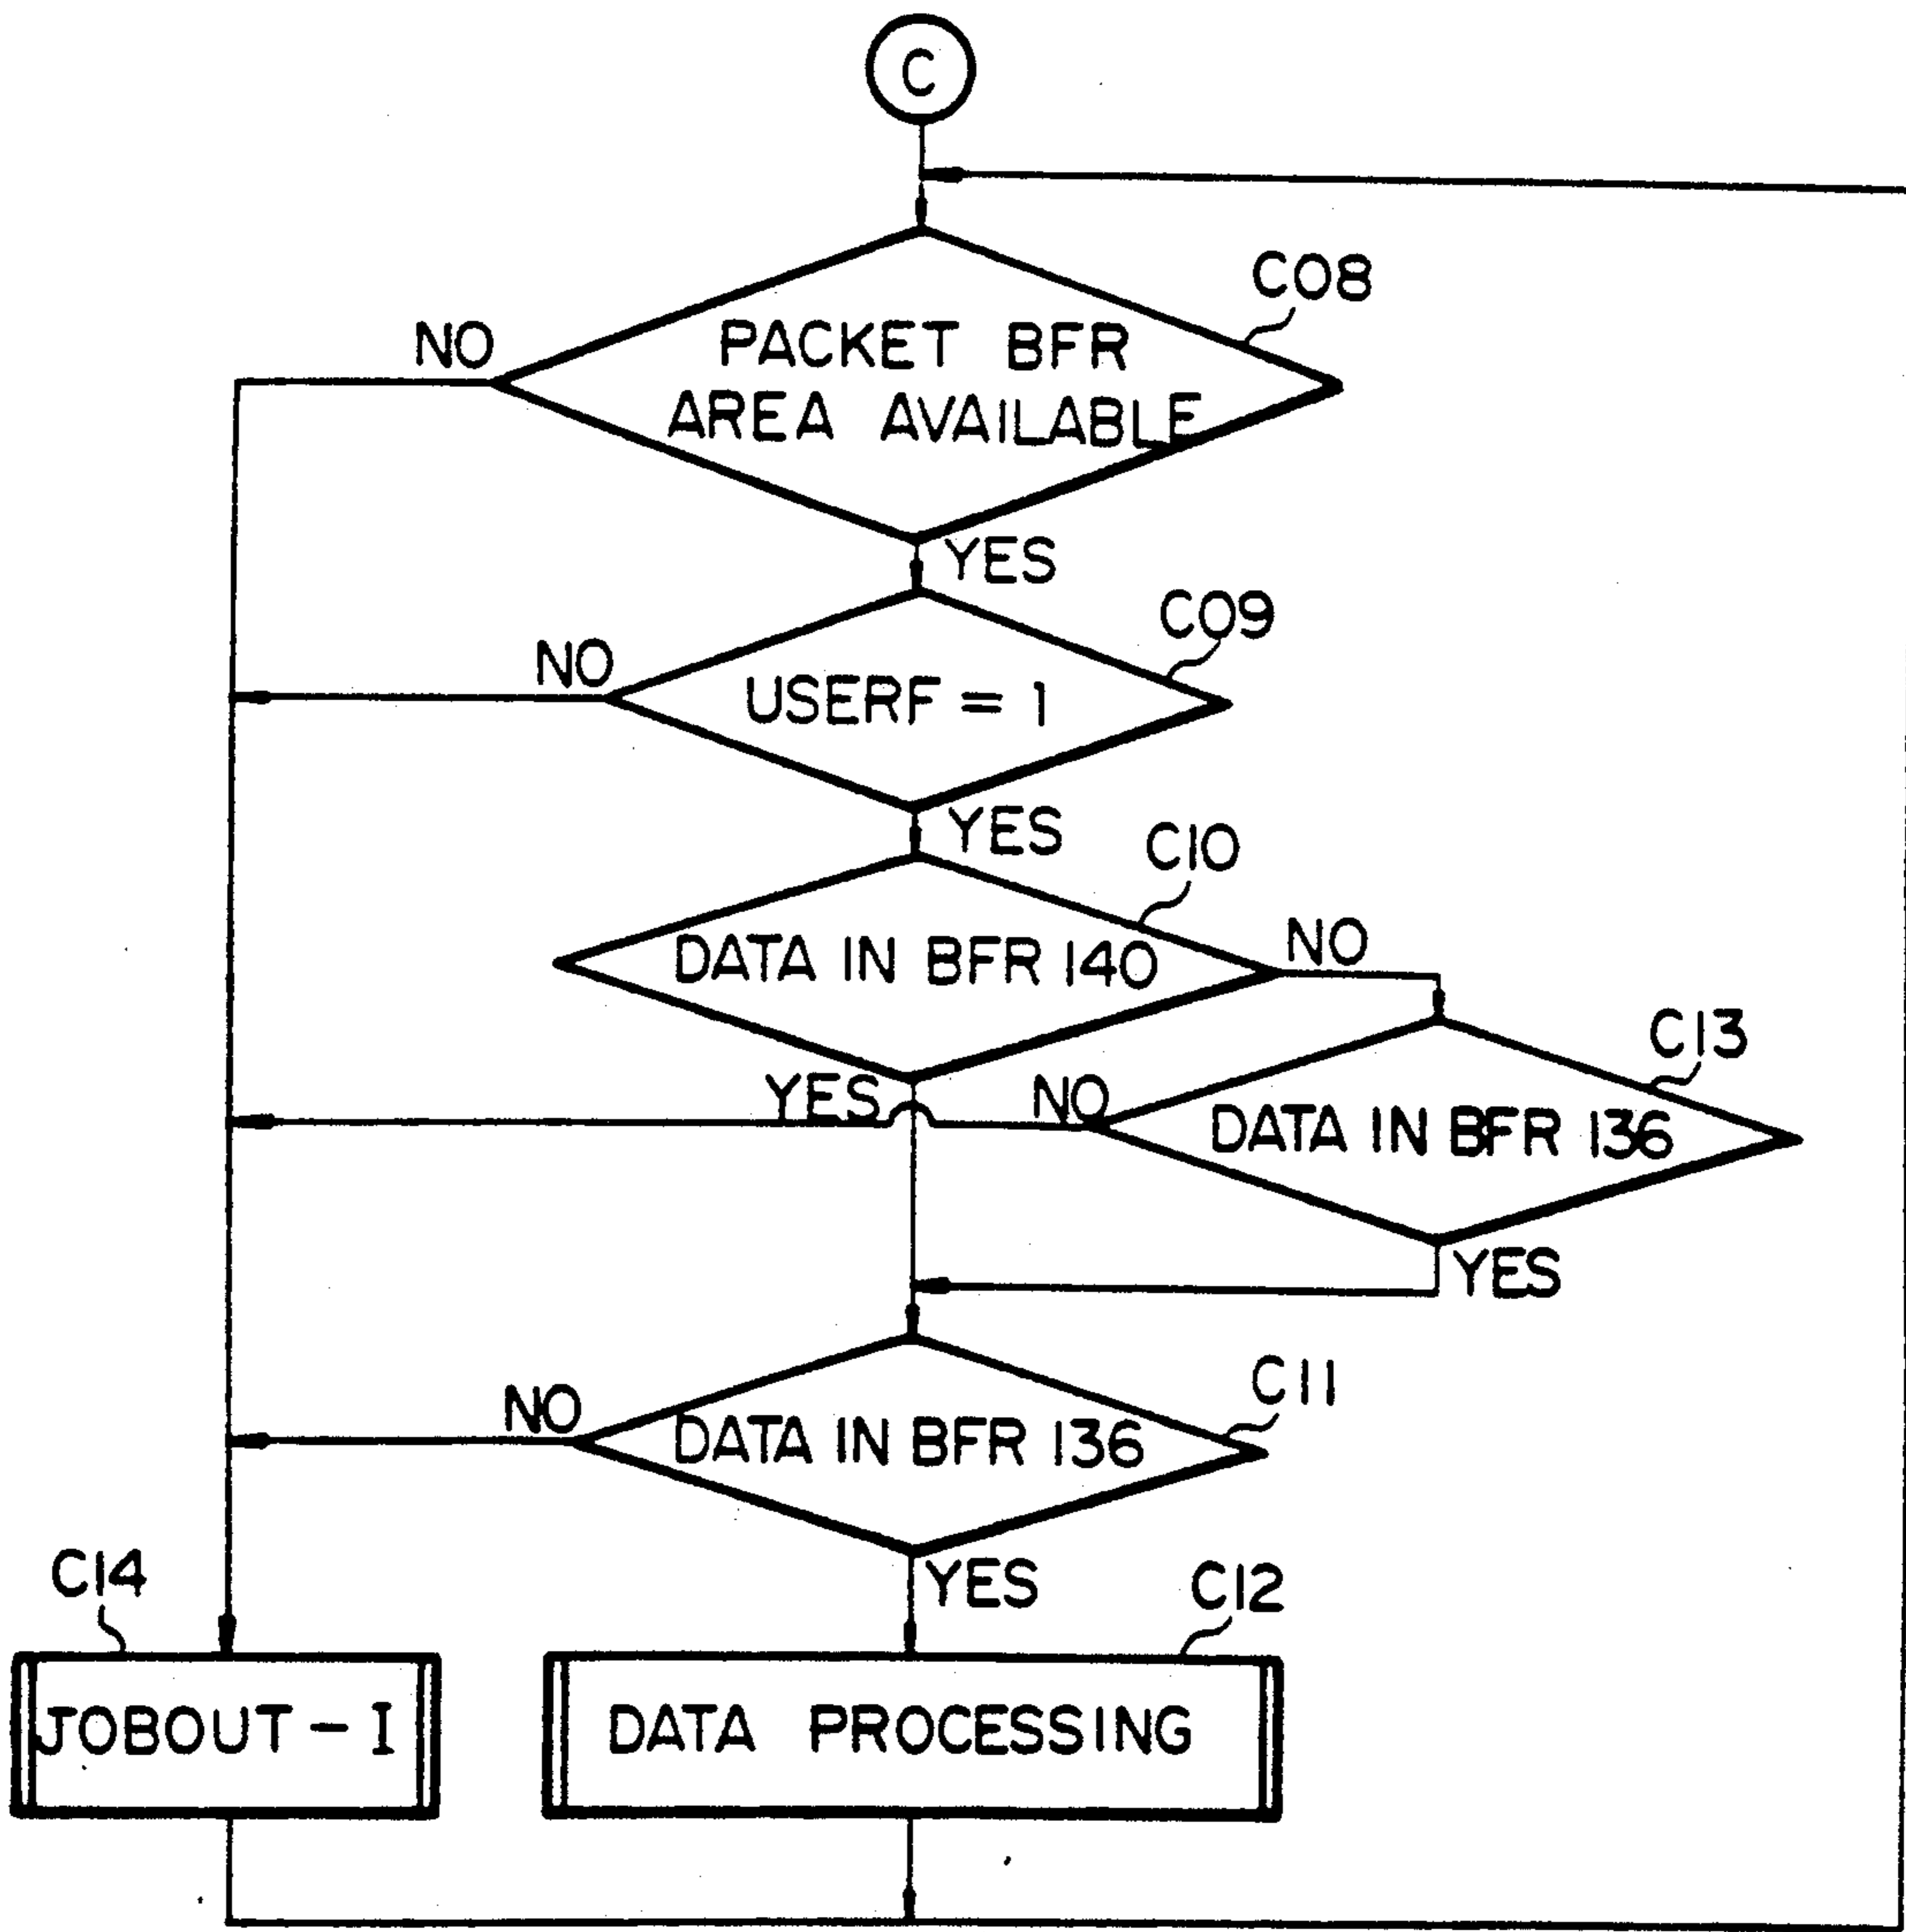 C
C08
NO
PACKET BFR
AREA AVAILABLE
YES
C09
NO
USERF = 1
YES
C10
DATA IN BFR 140
NO
C13
YES
NO
DATA IN BFR 136
YES
C11
NO
DATA IN BFR 136
YES
C14
C12
JOBOUT - I
DATA PROCESSING